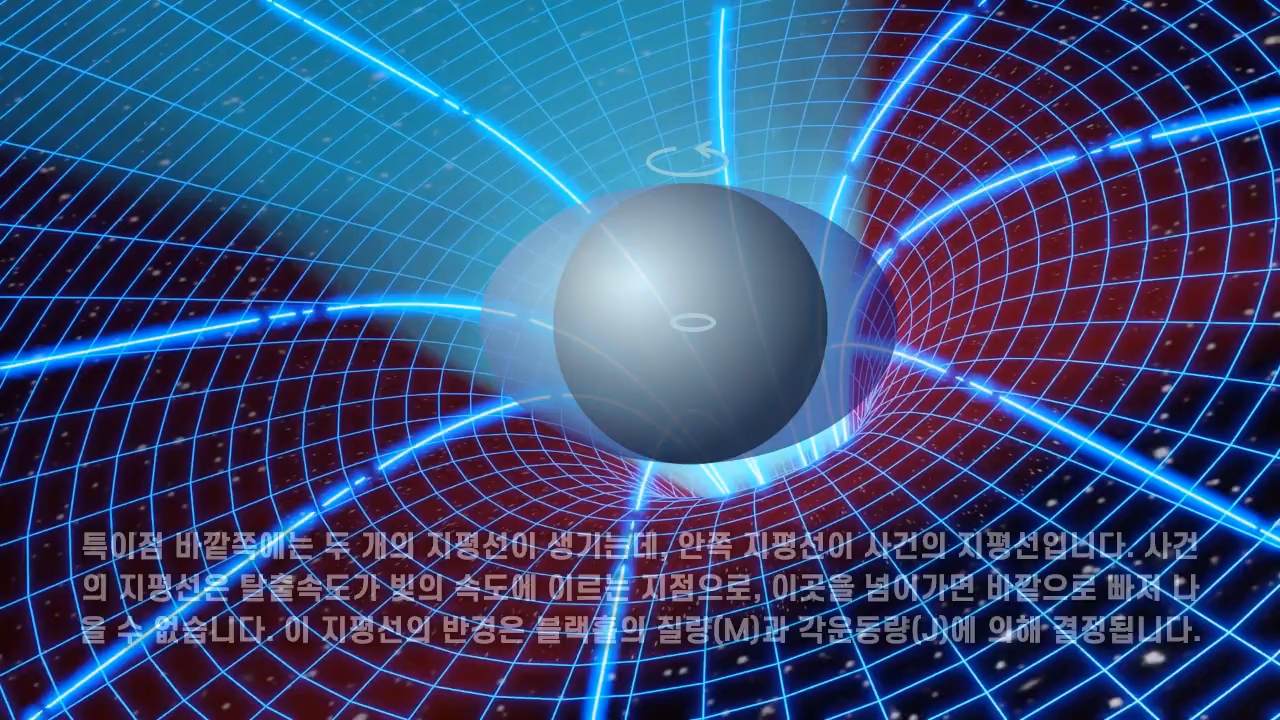 특이점 바깥쪽에는 두 개의 지평선이 생기는데, 안쪽 지평선이 사건의 지평선입니다. 사건
의 지평선은 탈출속도가 빛의 속도에 이르는 지점으로, 이곳을 넘어가면 바깥으로 빠져 나
올 수 없습니다. 이 지평선의 반경은 블랙홀의 질량(M)과 각운동량(J)에 의해 결정됩니다.